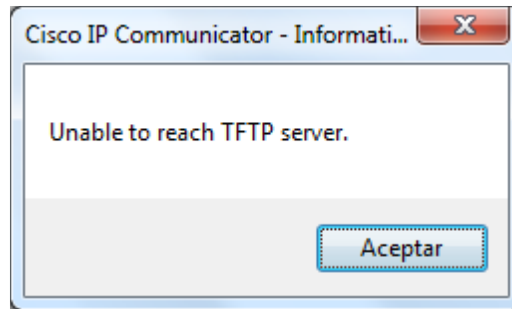 Cisco IP Communicator - Informati...
Unable to reach TFTP server.
Aceptar